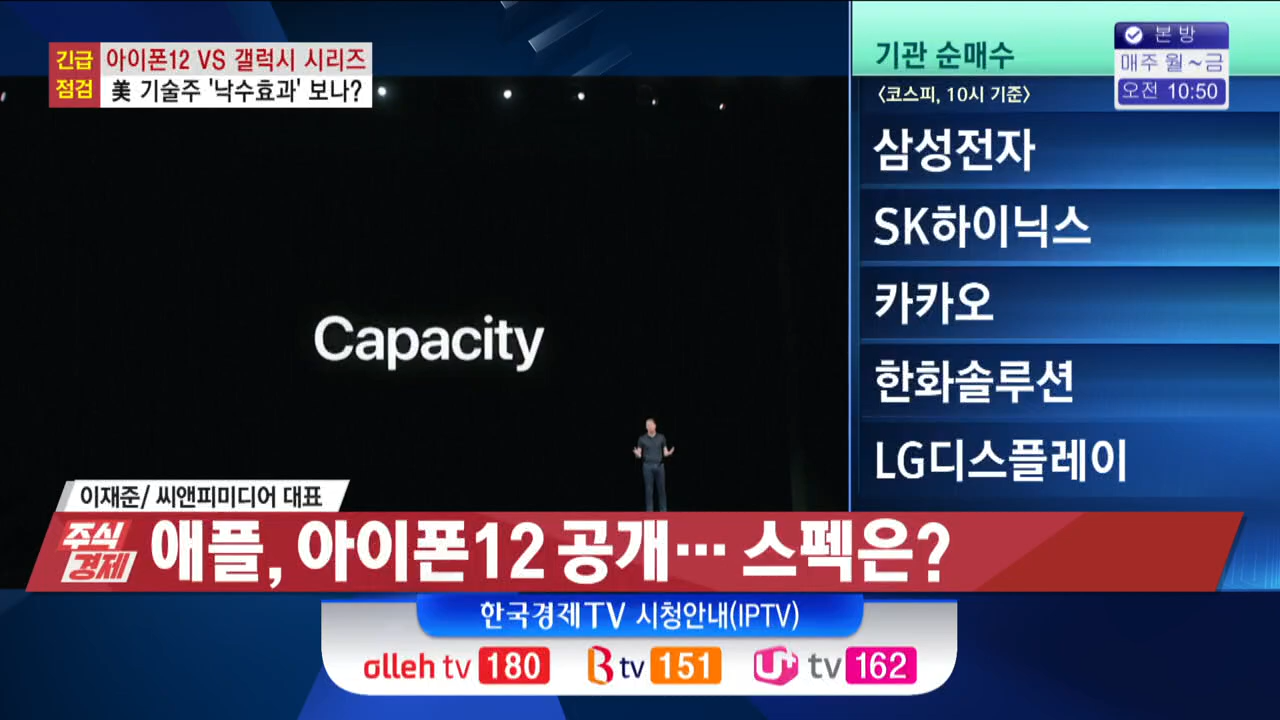 긴급
점검
아이폰12 VS 갤럭시 시리즈
美 기술주 '낙수효과' 보나?
기관 순매수
〈코스피, 10시 기준〉
본 방
매주 월~금
오전 10:50
삼성전자
SK하이닉스
카카오
한화솔루션
LG디스플레이
Capacity
이재준/ 씨앤피미디어 대표
주식
경제
애플, 아이폰12 공개… 스펙은?
한국경제TV 시청안내(IPTV)
olleh tv 180
B tv 151
U+ tv 162